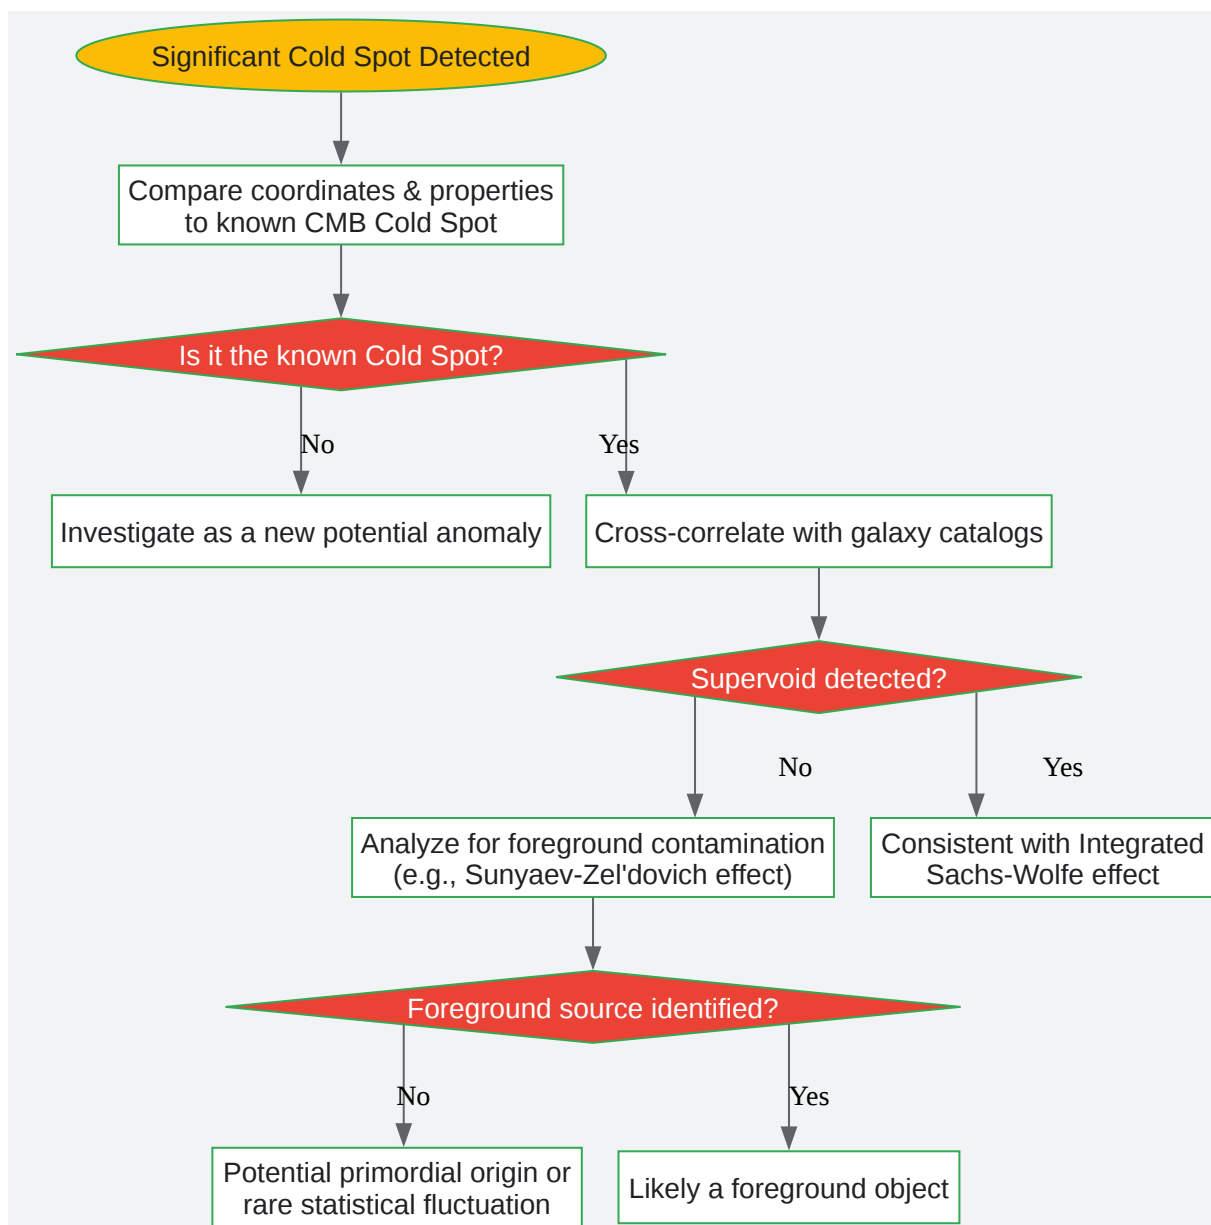 Significant Cold Spot Detected
Compare coordinates & properties
to known CMB Cold Spot
Is it the known Cold Spot?
No
Yes
Investigate as a new potential anomaly
Cross-correlate with galaxy catalogs
Supervoid detected?
No
Yes
Analyze for foreground contamination
(e.g., Sunyaev-Zel'dovich effect)
Consistent with Integrated
Sachs-Wolfe effect
Foreground source identified?
No
Yes
Potential primordial origin or
rare statistical fluctuation
Likely a foreground object